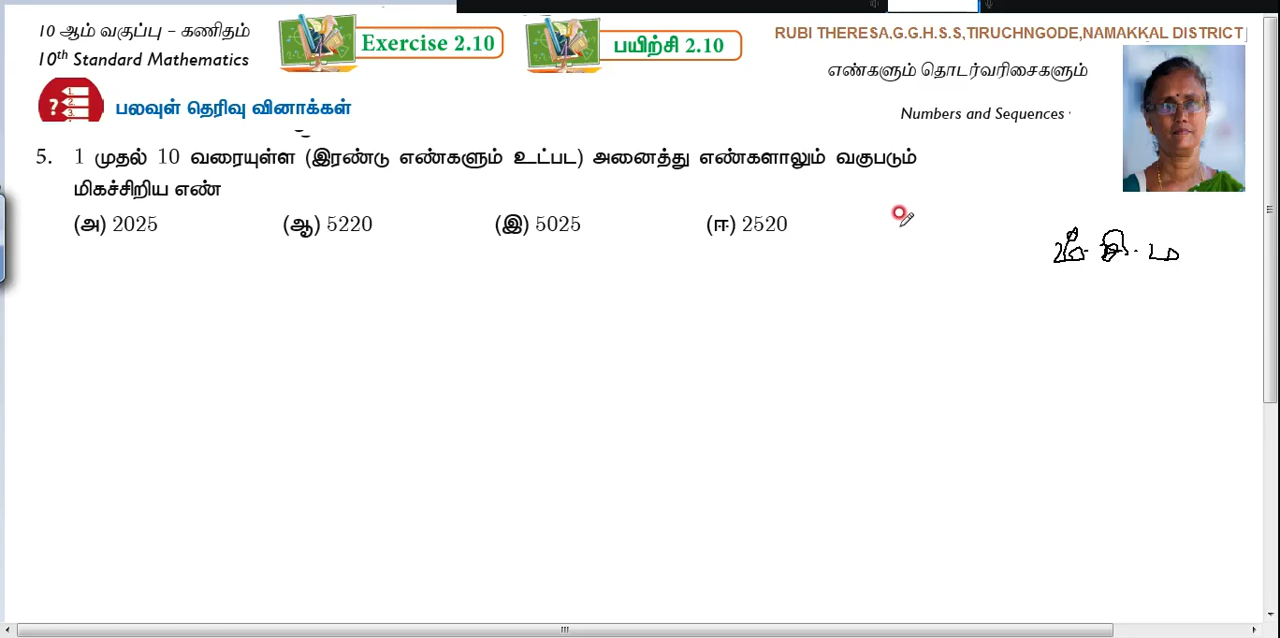 10 ஆம் வகுப்பு – கணிதம்
10th Standard Mathematics
Exercise 2.10
பயிற்சி 2.10
RUBI THERESA,G.G.H.S.S,TIRUCHNGODE,NAMAKKAL DISTRICT
எண்களும் தொடர்வரிசைகளும்
Numbers and Sequences
பலவுள் தெரிவு வினாக்கள்
5. 1 முதல் 10 வரையுள்ள (இரண்டு எண்களும் உட்பட) அனைத்து எண்களாலும் வகுபடும்
மிகச்சிறிய எண்
(அ) 2025 (ஆ) 5220 (இ) 5025 (ஈ) 2520